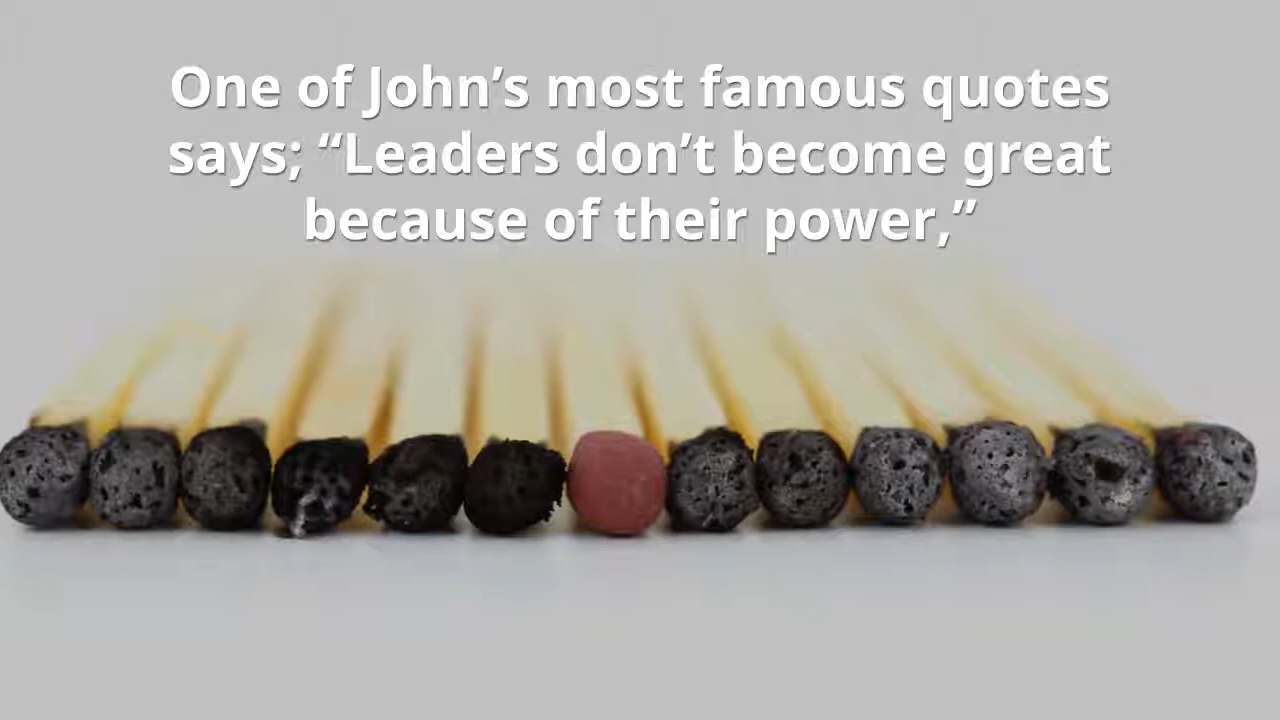 One of John’s most famous quotes
says; “Leaders don’t become great
because of their power,”